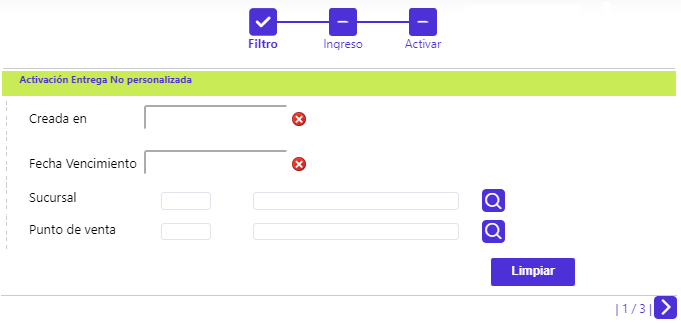 Filtro Ingreso Activar
Activación Entrega No personalizada
Creada en
Fecha Vencimiento
Sucursal
Punto de venta
Limpiar
| 1 / 3 |